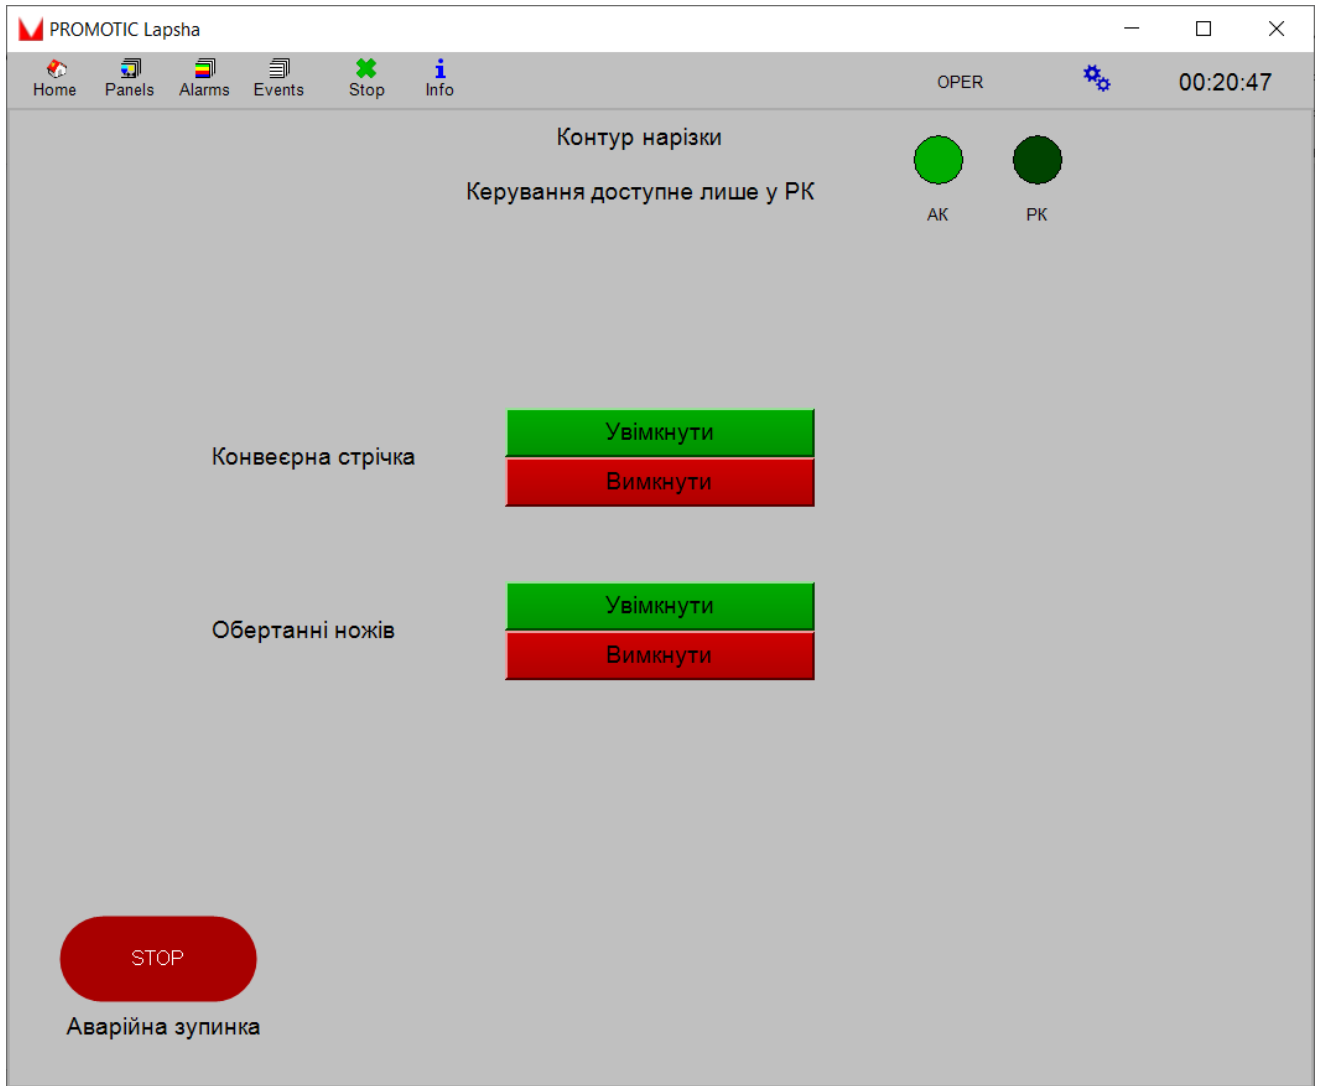 PROMOTIC Lapsha
Home Panels Alarms Events Stop Info OPER 00:20:47
Контур нарізки
Керування доступне лише у РК
АК РК
Конвеєрна стрічка
Увімкнути
Вимкнути
Обертанні ножів
Увімкнути
Вимкнути
STOP
Аварійна зупинка